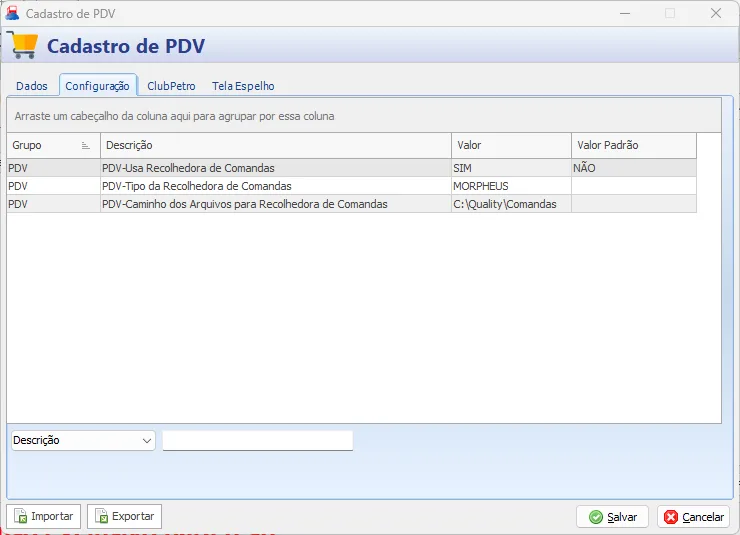 Cadastro de PDV
Cadastro de PDV
Dados Configuração ClubPetro Tela Espelho
Arraste um cabeçalho da coluna aqui para agrupar por essa coluna
Grupo Descrição Valor Valor Padrão
PDV PDV-Usa Recolhedora de Comandas SIM NÃO
PDV PDV-Tipo da Recolhedora de Comandas MORPHEUS
PDV PDV-Caminho dos Arquivos para Recolhedora de Comandas C:\Quality\Comandas
Descrição
Importar Exportar Salvar Cancelar